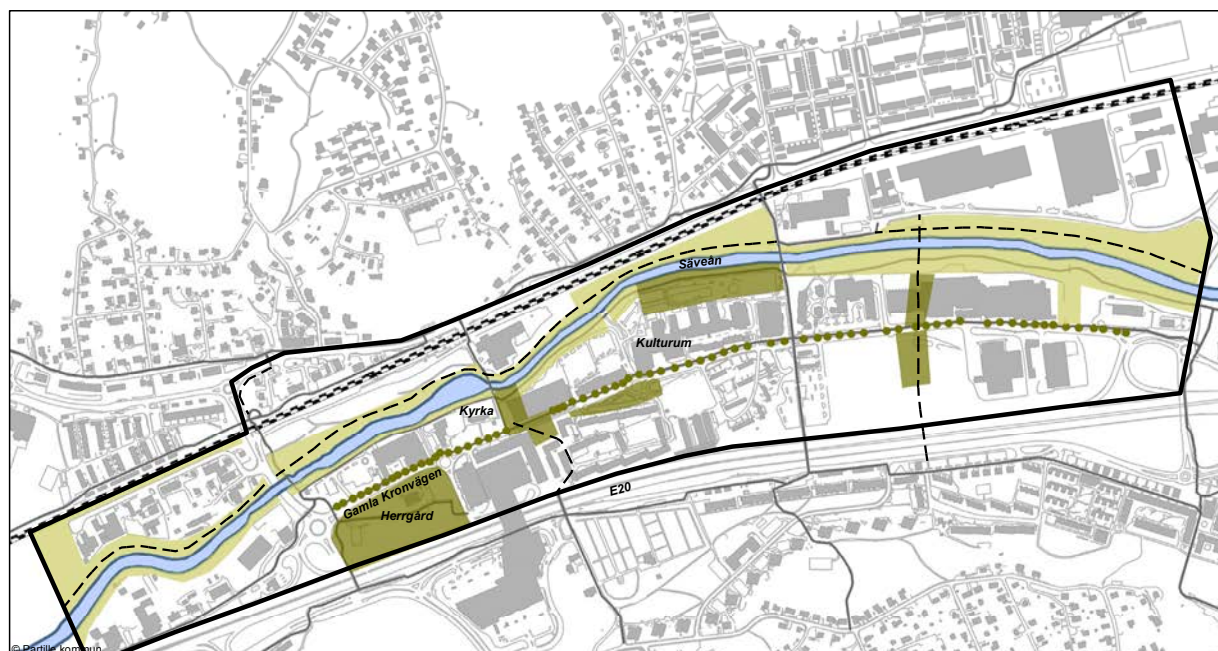 Säveån
Kulturum
Kyrka
Gamla Kronvägen
E20
Herrgård
© Partille kommun